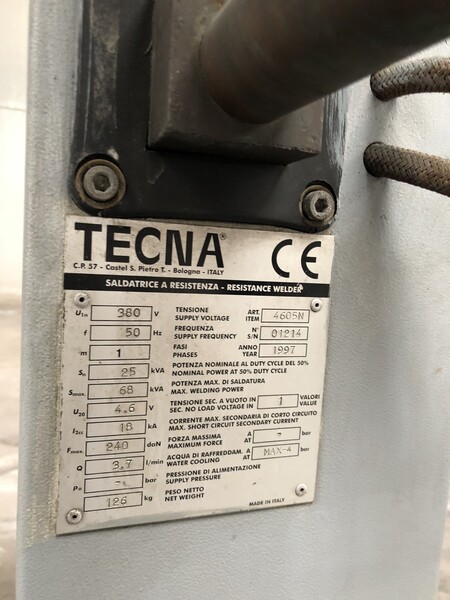 TECNA® CE
C.P. 57 - Castel S. Pietro T. - Bologna - ITALY
SALDATRICE A RESISTENZA - RESISTANCE WELDER
U1n 380 V TENSIONE SUPPLY VOLTAGE ART. ITEM 4605N
f 50 Hz FREQUENZA SUPPLY FREQUENCY N° S/N 01214
m 1 FASI PHASES ANNO YEAR 1997
Sn 25 kVA POTENZA NOMINALE AL DUTY CYCLE DEL 50% NOMINAL POWER AT 50% DUTY CYCLE
Smax. 68 kVA POTENZA MAX. DI SALDATURA MAX. WELDING POWER
U20 4.6 V TENSIONE SEC. A VUOTO IN SEC. NO LOAD VOLTAGE IN 1 VALORI VALUE
I2cc 18 kA CORRENTE MAX. SECONDARIA DI CORTO CIRCUITO MAX. SHORT CIRCUIT SECONDARY CURRENT
Fmax. 240 daN FORZA MASSIMA MAXIMUM FORCE A AT bar
Q 3.7 l/min ACQUA DI RAFFREDDAM. WATER COOLING A AT MAX-4 bar
bar PRESSIONE DI ALIMENTAZIONE SUPPLY PRESSURE
126 kg PESO NETTO NET WEIGHT
MADE IN ITALY